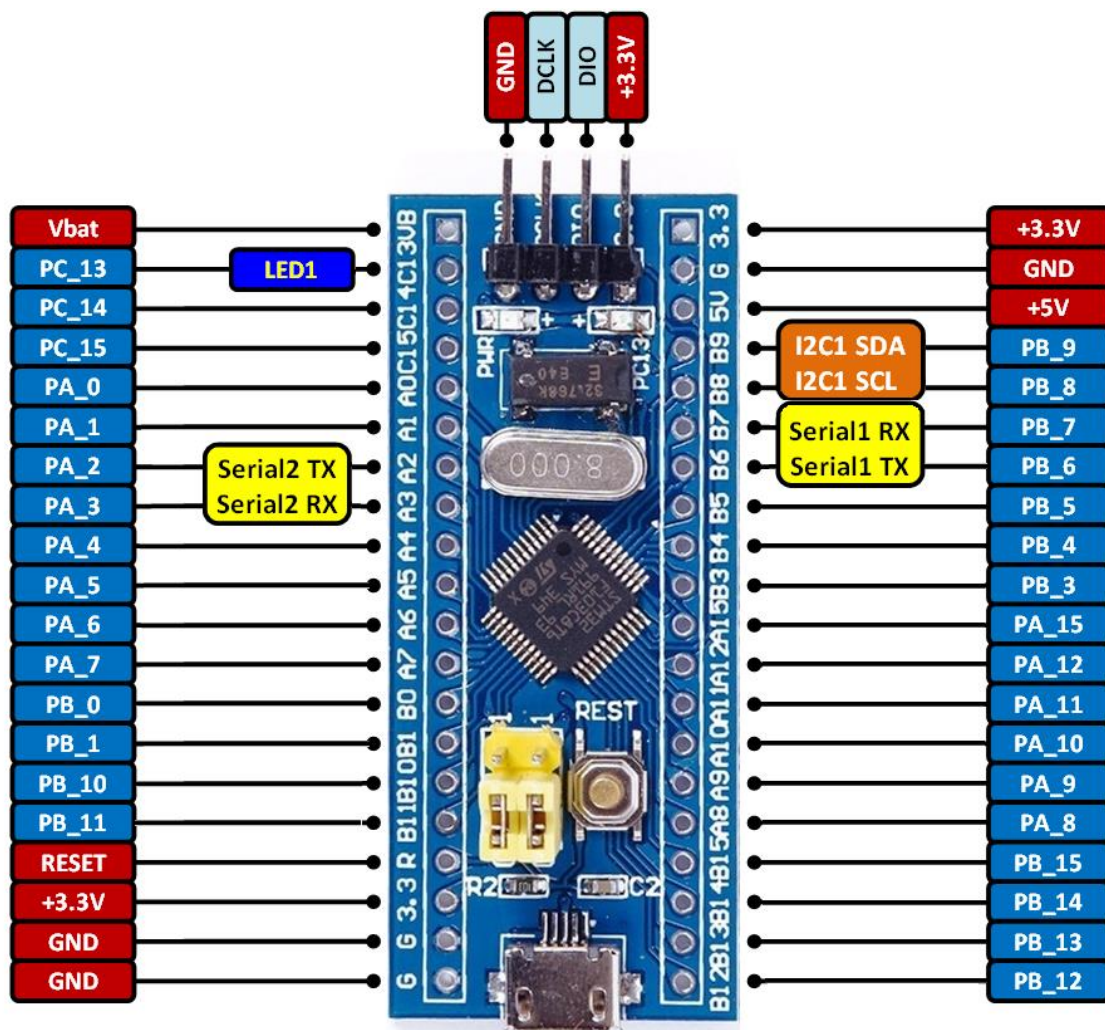 GND
DCLK
DIO
+3.3V
Vbat
PC_13
LED1
PC_14
PC_15
PA_0
PA_1
PA_2
Serial2 TX
PA_3
Serial2 RX
PA_4
PA_5
PA_6
PA_7
PB_0
PB_1
PB_10
PB_11
RESET
+3.3V
GND
GND
VB
C13
C14
C15
A0
A1
A2
A3
A4
A5
A6
A7
B0
B1
B10
B11
R
3.3
G
G
PWR
PC13
32L768K
E40
E
8.000
REST
1 1
R2
C2
3.3
G
5V
B9
B8
B7
B6
B5
B4
B3
A15
A12
A11
A10
A9
A8
B15
B14
B13
B12
+3.3V
GND
+5V
I2C1 SDA
PB_9
I2C1 SCL
PB_8
Serial1 RX
PB_7
Serial1 TX
PB_6
PB_5
PB_4
PB_3
PA_15
PA_12
PA_11
PA_10
PA_9
PA_8
PB_15
PB_14
PB_13
PB_12